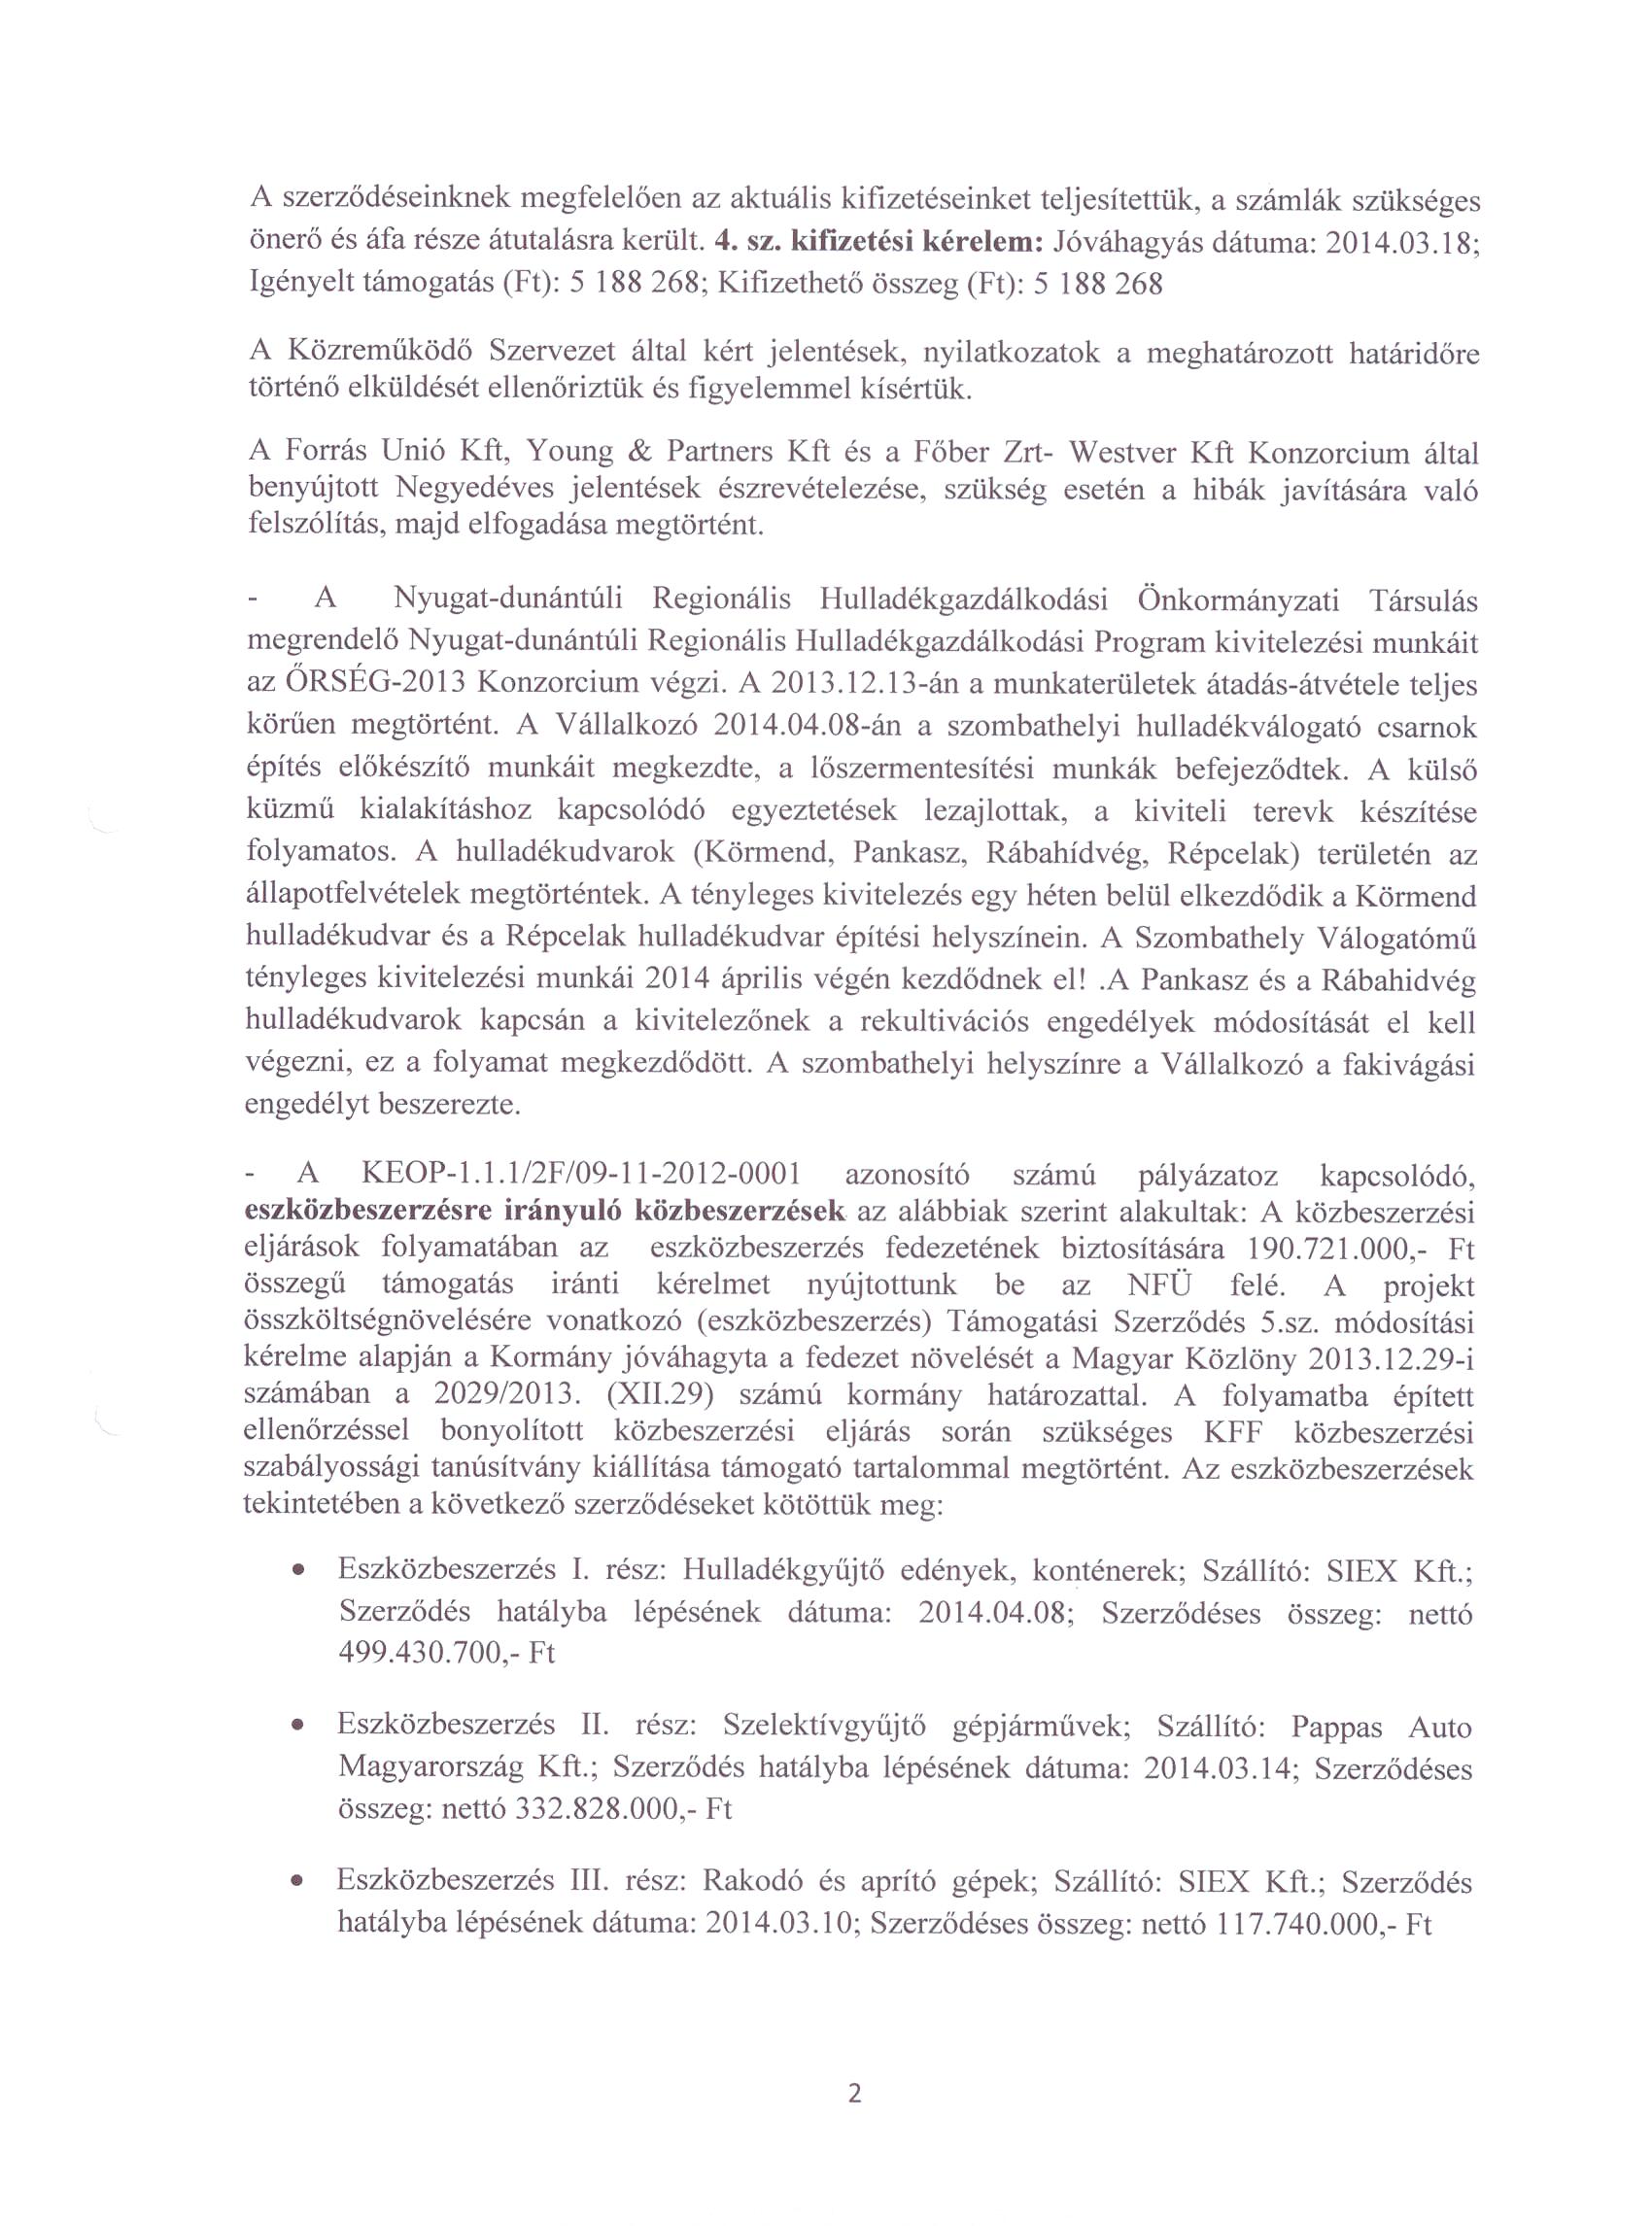 A szerződéseinknek megfelelően az aktuális kifizetéseinket teljesítettük, a számlák szükséges
önerő és áfa része átutalásra került. 4. sz. kifizetési kérelem: Jóváhagyás dátuma: 2014.03.18;
Igényelt támogatás (Ft): 5 188 268; Kifizethető összeg (Ft): 5 188 268
A Közreműködő Szervezet által kért jelentések, nyilatkozatok a meghatározott határidőre
történő elküldését ellenőriztük és figyelemmel kísértük.
A Forrás Unió Kft, Young & Partners Kft és a Főber Zrt- Westver Kft Konzorcium által
benyújtott Negyedéves jelentések észrevételezése, szükség esetén a hibák javítására való
felszólítás, majd elfogadása megtörtént.
- A Nyugat-dunántúli Regionális Hulladékgazdálkodási Önkormányzati Társulás
megrendelő Nyugat-dunántúli Regionális Hulladékgazdálkodási Program kivitelezési munkáit
az ŐRSÉG-2013 Konzorcium végzi. A 2013.12.13-án a munkaterületek átadás-átvétele teljes
körűen megtörtént. A Vállalkozó 2014.04.08-án a szombathelyi hulladékválogató csarnok
építés előkészítő munkáit megkezdte, a lőszermentesítési munkák befejeződtek. A külső
küzmű kialakításhoz kapcsolódó egyeztetések lezajlottak, a kiviteli terevk készítése
folyamatos. A hulladékudvarok (Körmend, Pankasz, Rábahídvég, Répcelak) területén az
állapotfelvételek megtörténtek. A tényleges kivitelezés egy héten belül elkezdődik a Körmend
hulladékudvar és a Répcelak hulladékudvar építési helyszínein. A Szombathely Válogatómű
tényleges kivitelezési munkái 2014 április végén kezdődnek el! .A Pankasz és a Rábahidvég
hulladékudvarok kapcsán a kivitelezőnek a rekultivációs engedélyek módosítását el kell
végezni, ez a folyamat megkezdődött. A szombathelyi helyszínre a Vállalkozó a fakivágási
engedélyt beszerezte.
- A KEOP-1.1.1/2F/09-11-2012-0001 azonosító számú pályázatoz kapcsolódó,
eszközbeszerzésre irányuló közbeszerzések az alábbiak szerint alakultak: A közbeszerzési
eljárások folyamatában az eszközbeszerzés fedezetének biztosítására 190.721.000,- Ft
összegű támogatás iránti kérelmet nyújtottunk be az NFÜ felé. A projekt
összköltségnövelésére vonatkozó (eszközbeszerzés) Támogatási Szerződés 5.sz. módosítási
kérelme alapján a Kormány jóváhagyta a fedezet növelését a Magyar Közlöny 2013.12.29-i
számában a 2029/2013. (XII.29) számú kormány határozattal. A folyamatba épített
ellenőrzéssel bonyolított közbeszerzési eljárás során szükséges KFF közbeszerzési
szabályossági tanúsítvány kiállítása támogató tartalommal megtörtént. Az eszközbeszerzések
tekintetében a következő szerződéseket kötöttük meg:
• Eszközbeszerzés I. rész: Hulladékgyűjtő edények, konténerek; Szállító: SIEX Kft.;
Szerződés hatályba lépésének dátuma: 2014.04.08; Szerződéses összeg: nettó
499.430.700,- Ft
• Eszközbeszerzés II. rész: Szelektívgyűjtő gépjárművek; Szállító: Pappas Auto
Magyarország Kft.; Szerződés hatályba lépésének dátuma: 2014.03.14; Szerződéses
összeg: nettó 332.828.000,- Ft
• Eszközbeszerzés III. rész: Rakodó és aprító gépek; Szállító: SIEX Kft.; Szerződés
hatályba lépésének dátuma: 2014.03.10; Szerződéses összeg: nettó 117.740.000,- Ft
2